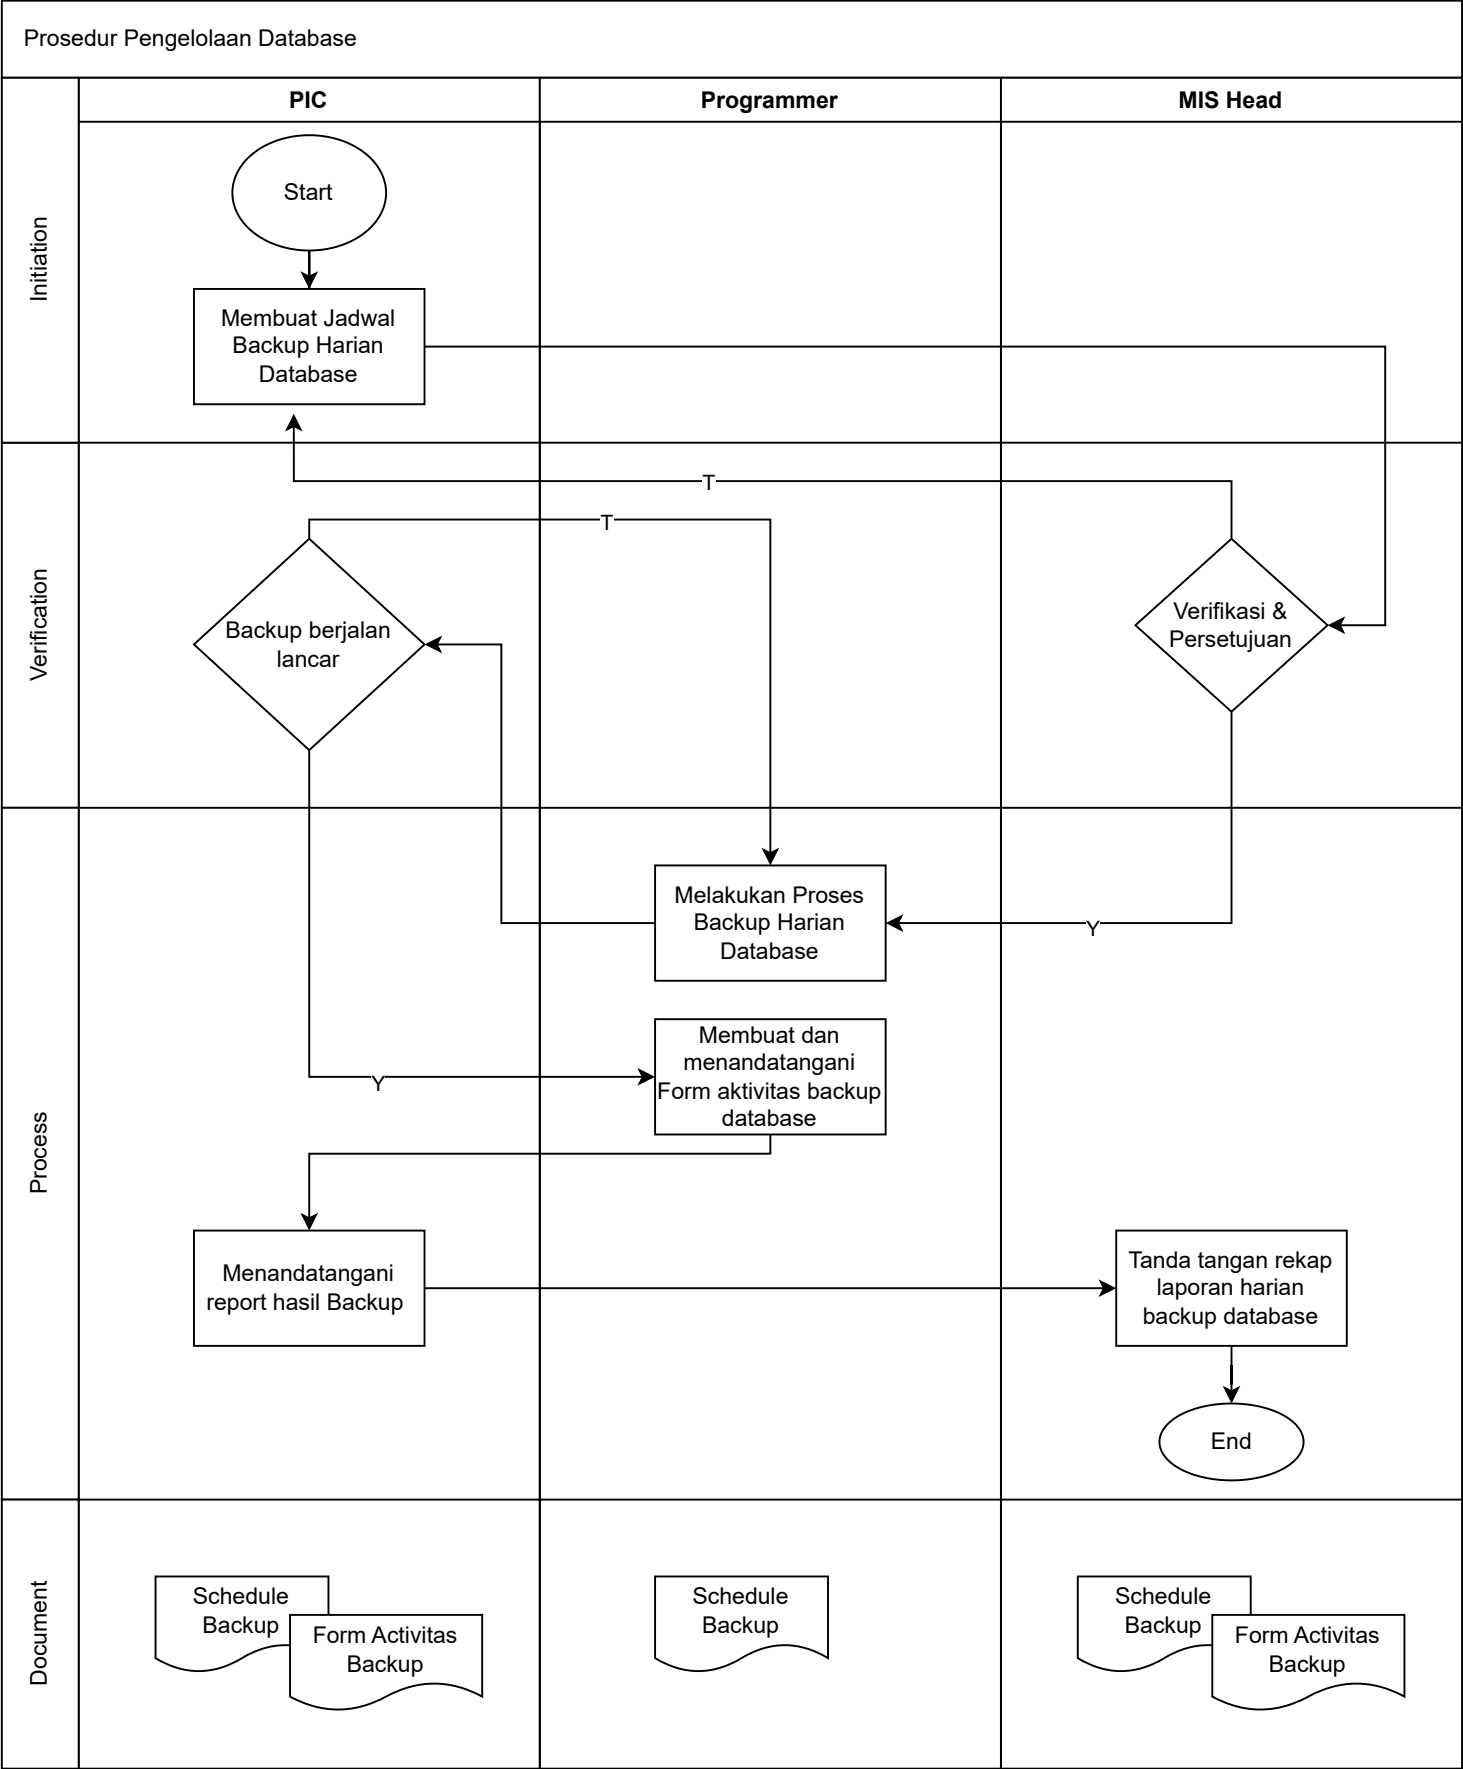 Prosedur Pengelolaan Database
PIC
Programmer
MIS Head
Initiation
Start
Membuat Jadwal
Backup Harian
Database
Verification
T
T
Backup berjalan
lancar
Verifikasi &
Persetujuan
Process
Melakukan Proses
Backup Harian
Database
Y
Membuat dan
menandatangani
Form aktivitas backup
database
Y
Menandatangani
report hasil Backup
Tanda tangan rekap
laporan harian
backup database
End
Document
Schedule
Backup
Form Activitas
Backup
Schedule
Backup
Schedule
Backup
Form Activitas
Backup